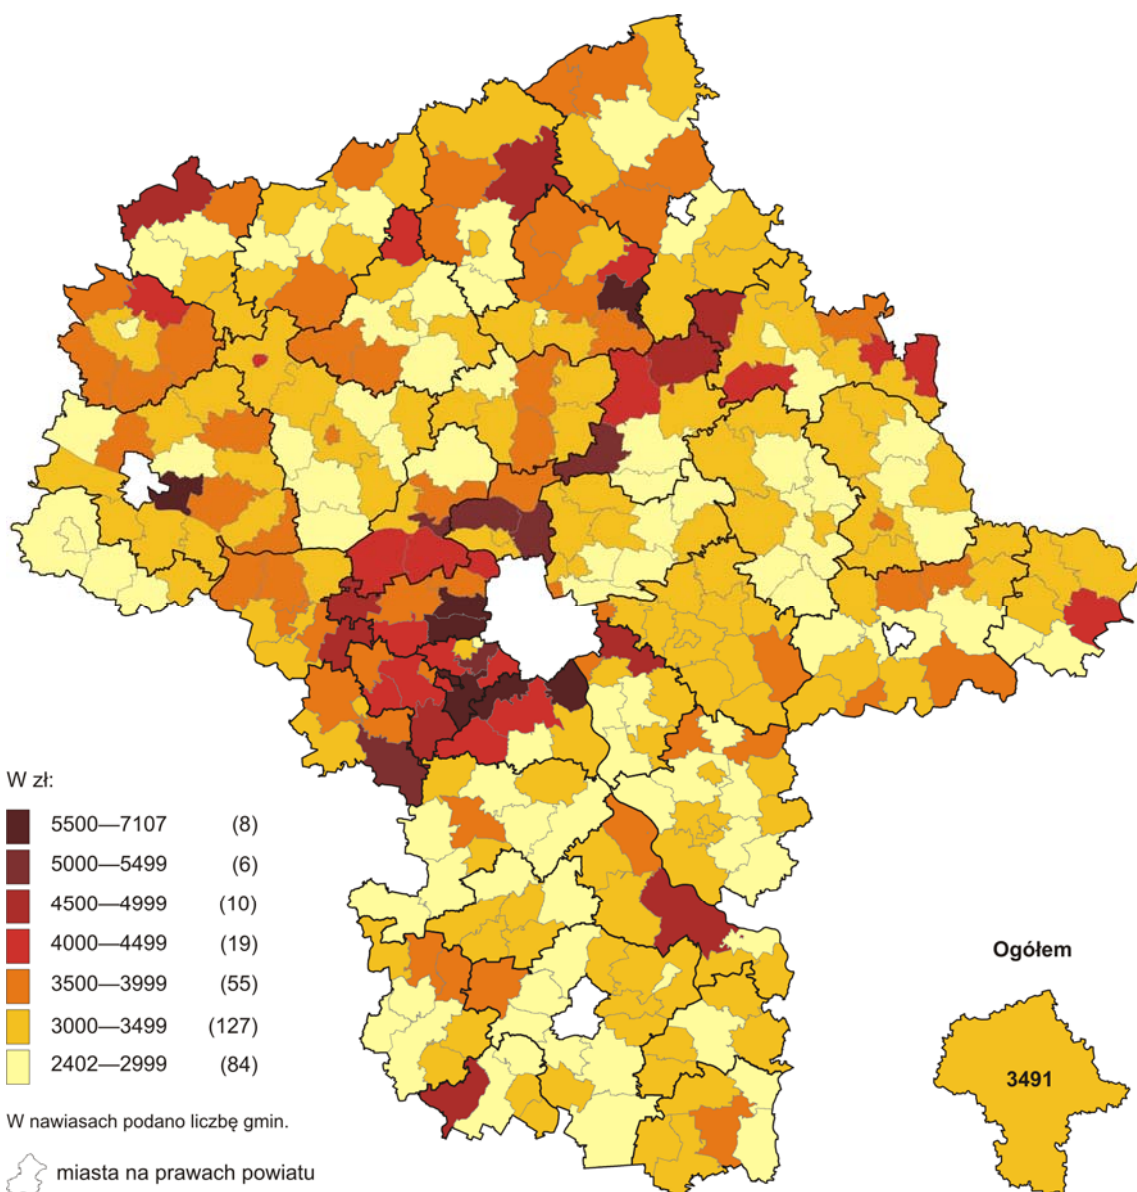 W zł:
5500—7107 (8)
5000—5499 (6)
4500—4999 (10)
4000—4499 (19)
3500—3999 (55)
3000—3499 (127)
2402—2999 (84)
W nawiasach podano liczbę gmin.
miasta na prawach powiatu
Ogółem
3491